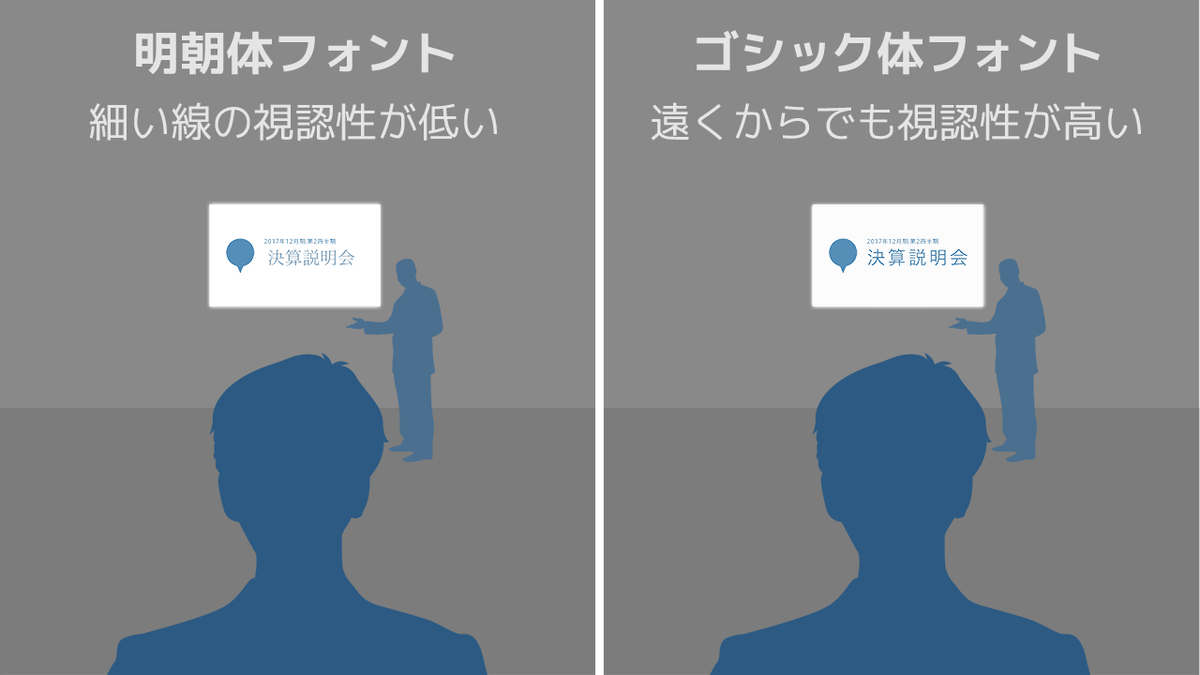 明朝体フォント
細い線の視認性が低い
2017年12月期 第2四半期
決算説明会
ゴシック体フォント
遠くからでも視認性が高い
2017年12月期 第2四半期
決算説明会